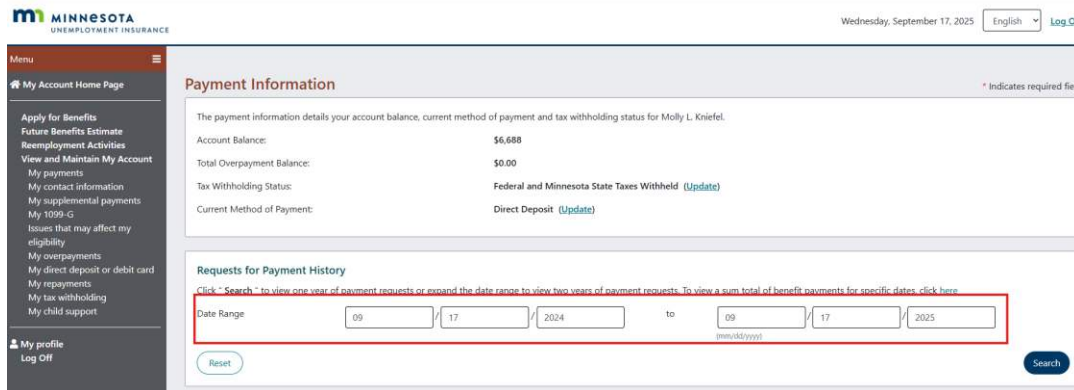 MINNESOTA
UNEMPLOYMENT INSURANCE
Wednesday, September 17, 2025
English
Log O
Menu
My Account Home Page
Apply for Benefits
Future Benefits Estimate
Reemployment Activities
View and Maintain My Account
My payments
My contact information
My supplemental payments
My 1099-G
Issues that may affect my
eligibility
My overpayments
My direct deposit or debit card
My repayments
My tax withholding
My child support
My profile
Log Off
Payment Information
* Indicates required fie
The payment information details your account balance, current method of payment and tax withholding status for Molly L. Kniefel.
Account Balance: $6,688
Total Overpayment Balance: $0.00
Tax Withholding Status: Federal and Minnesota State Taxes Withheld (Update)
Current Method of Payment: Direct Deposit (Update)
Requests for Payment History
Click " Search " to view one year of payment requests or expand the date range to view two years of payment requests. To view a sum total of benefit payments for specific dates, click here
Date Range 09 / 17 / 2024 to 09 / 17 / 2025
(mm/dd/yyyy)
Reset
Search